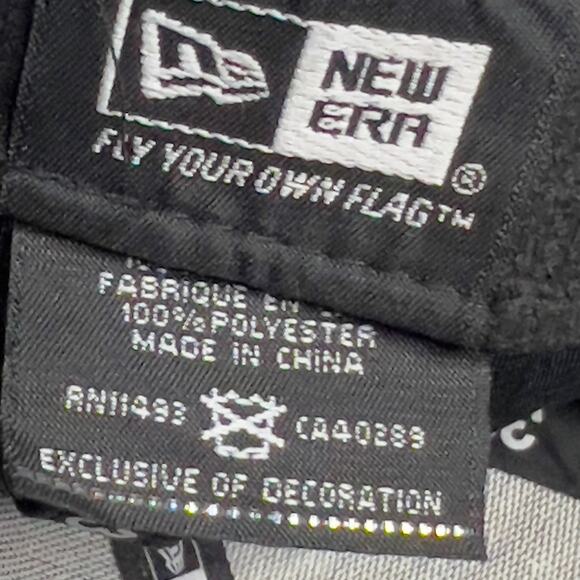 NEW
ERA
®
FLY YOUR OWN FLAG™
FABRIQUE EN
100% POLYESTER
MADE IN CHINA
RN11493 CA40289
EXCLUSIVE OF DECORATION